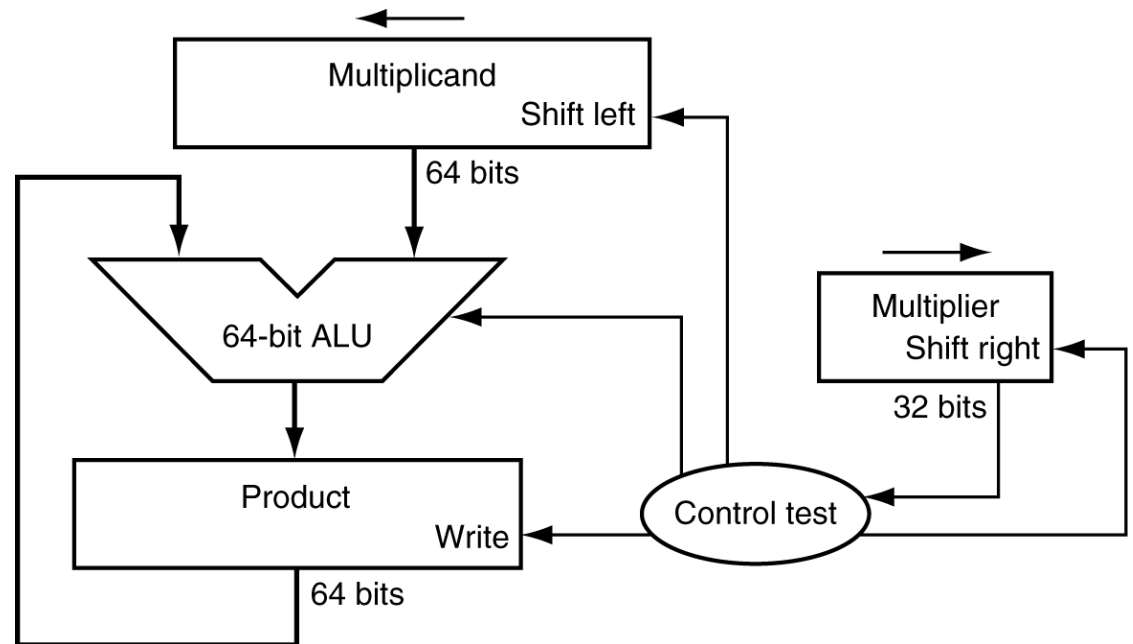 Multiplicand
Shift left
64 bits
64-bit ALU
Multiplier
Shift right
32 bits
Product
Write
Control test
64 bits